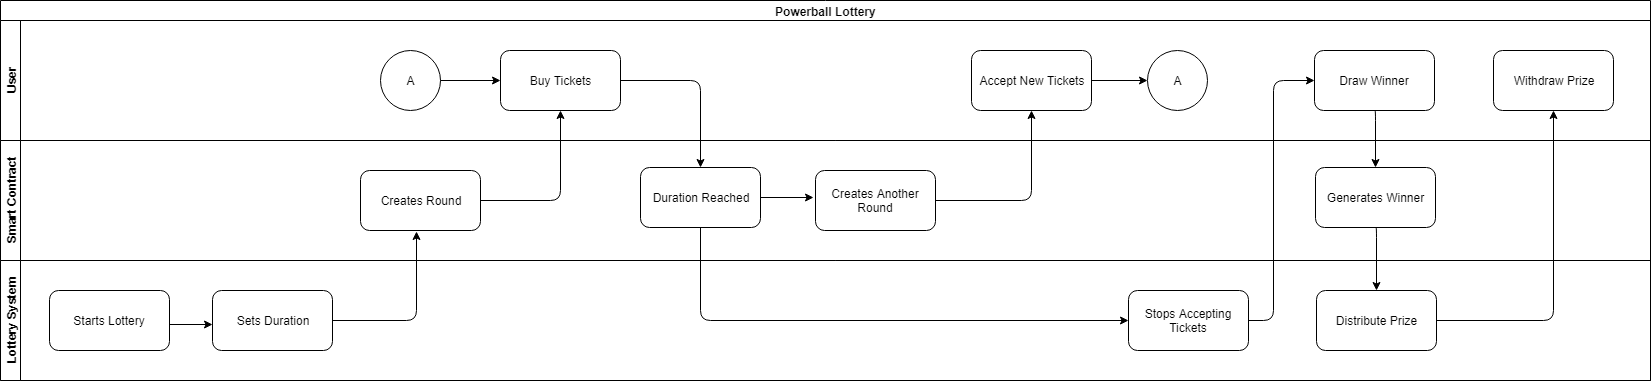 Powerball Lottery
User
A
Buy Tickets
Accept New Tickets
A
Draw Winner
Withdraw Prize
Smart Contract
Creates Round
Duration Reached
Creates Another
Round
Generates Winner
Lottery System
Starts Lottery
Sets Duration
Stops Accepting
Tickets
Distribute Prize